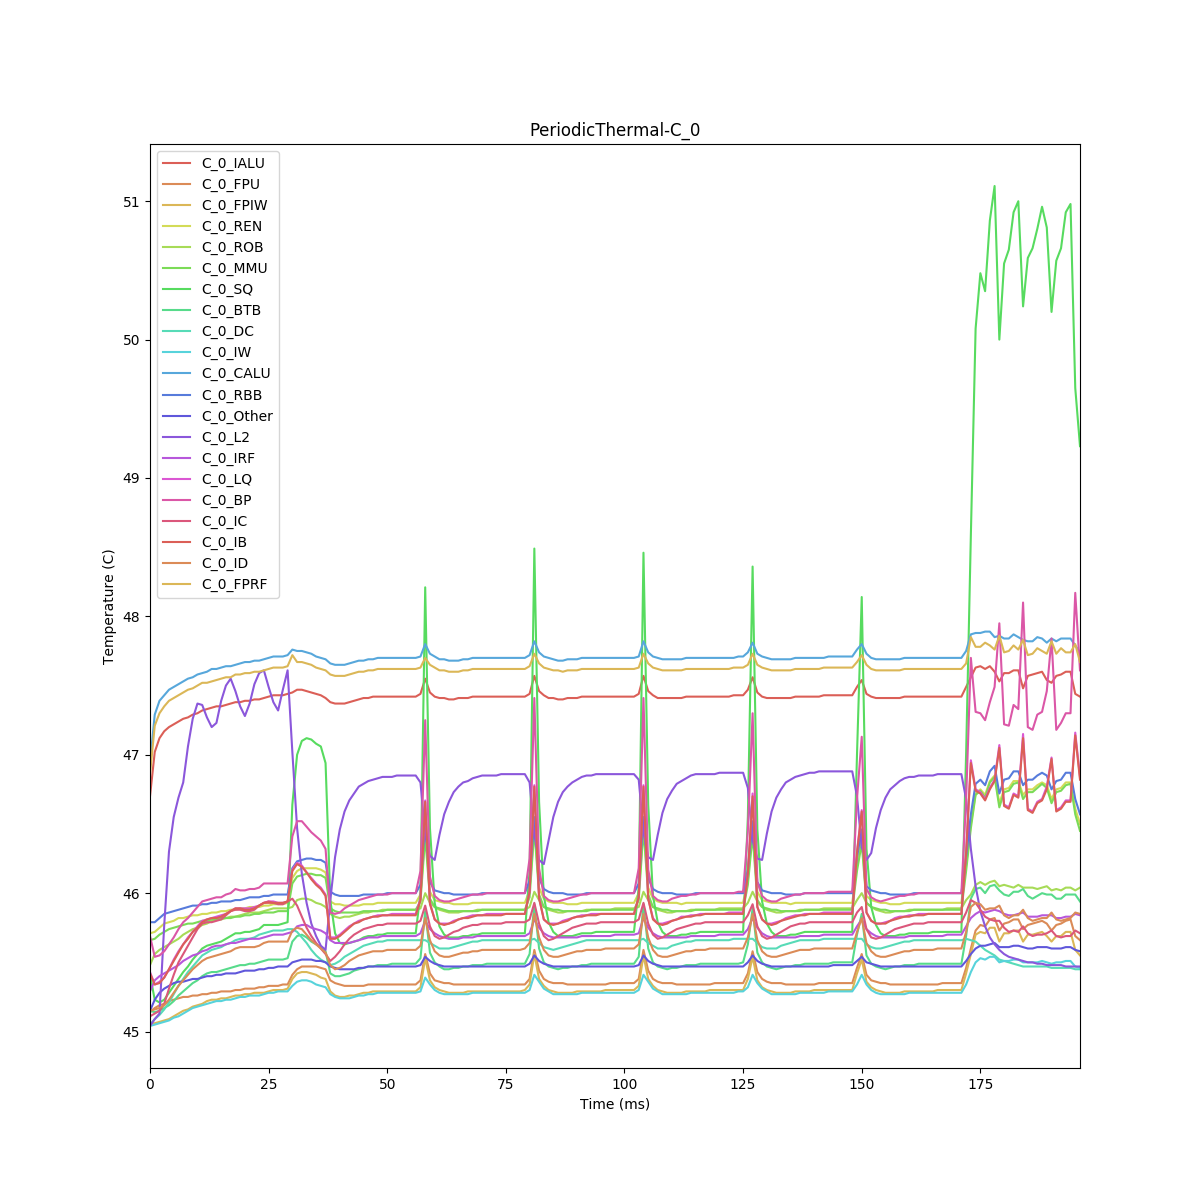 PeriodicThermal-C_0
C_0_IALU
C_0_FPU
C_0_FPIW
C_0_REN
C_0_ROB
C_0_MMU
C_0_SQ
C_0_BTB
C_0_DC
C_0_IW
C_0_CALU
C_0_RBB
C_0_Other
C_0_L2
C_0_IRF
C_0_LQ
C_0_BP
C_0_IC
C_0_IB
C_0_ID
C_0_FPRF
Temperature (C)
51
50
49
48
47
46
45
0 25 50 75 100 125 150 175
Time (ms)